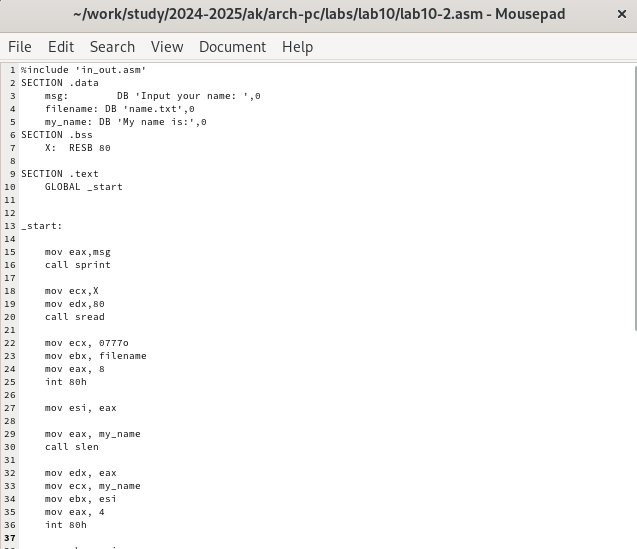 ~/work/study/2024-2025/ak/arch-pc/labs/lab10/lab10-2.asm - Mousepad
File Edit Search View Document Help
1 %include 'in_out.asm'
2 SECTION .data
3     msg:        DB 'Input your name: ',0
4     filename: DB 'name.txt',0
5     my_name: DB 'My name is:',0
6 SECTION .bss
7     X:  RESB 80
8
9 SECTION .text
10     GLOBAL _start
11
12
13 _start:
14
15     mov eax,msg
16     call sprint
17
18     mov ecx,X
19     mov edx,80
20     call sread
21
22     mov ecx, 0777o
23     mov ebx, filename
24     mov eax, 8
25     int 80h
26
27     mov esi, eax
28
29     mov eax, my_name
30     call slen
31
32     mov edx, eax
33     mov ecx, my_name
34     mov ebx, esi
35     mov eax, 4
36     int 80h
37